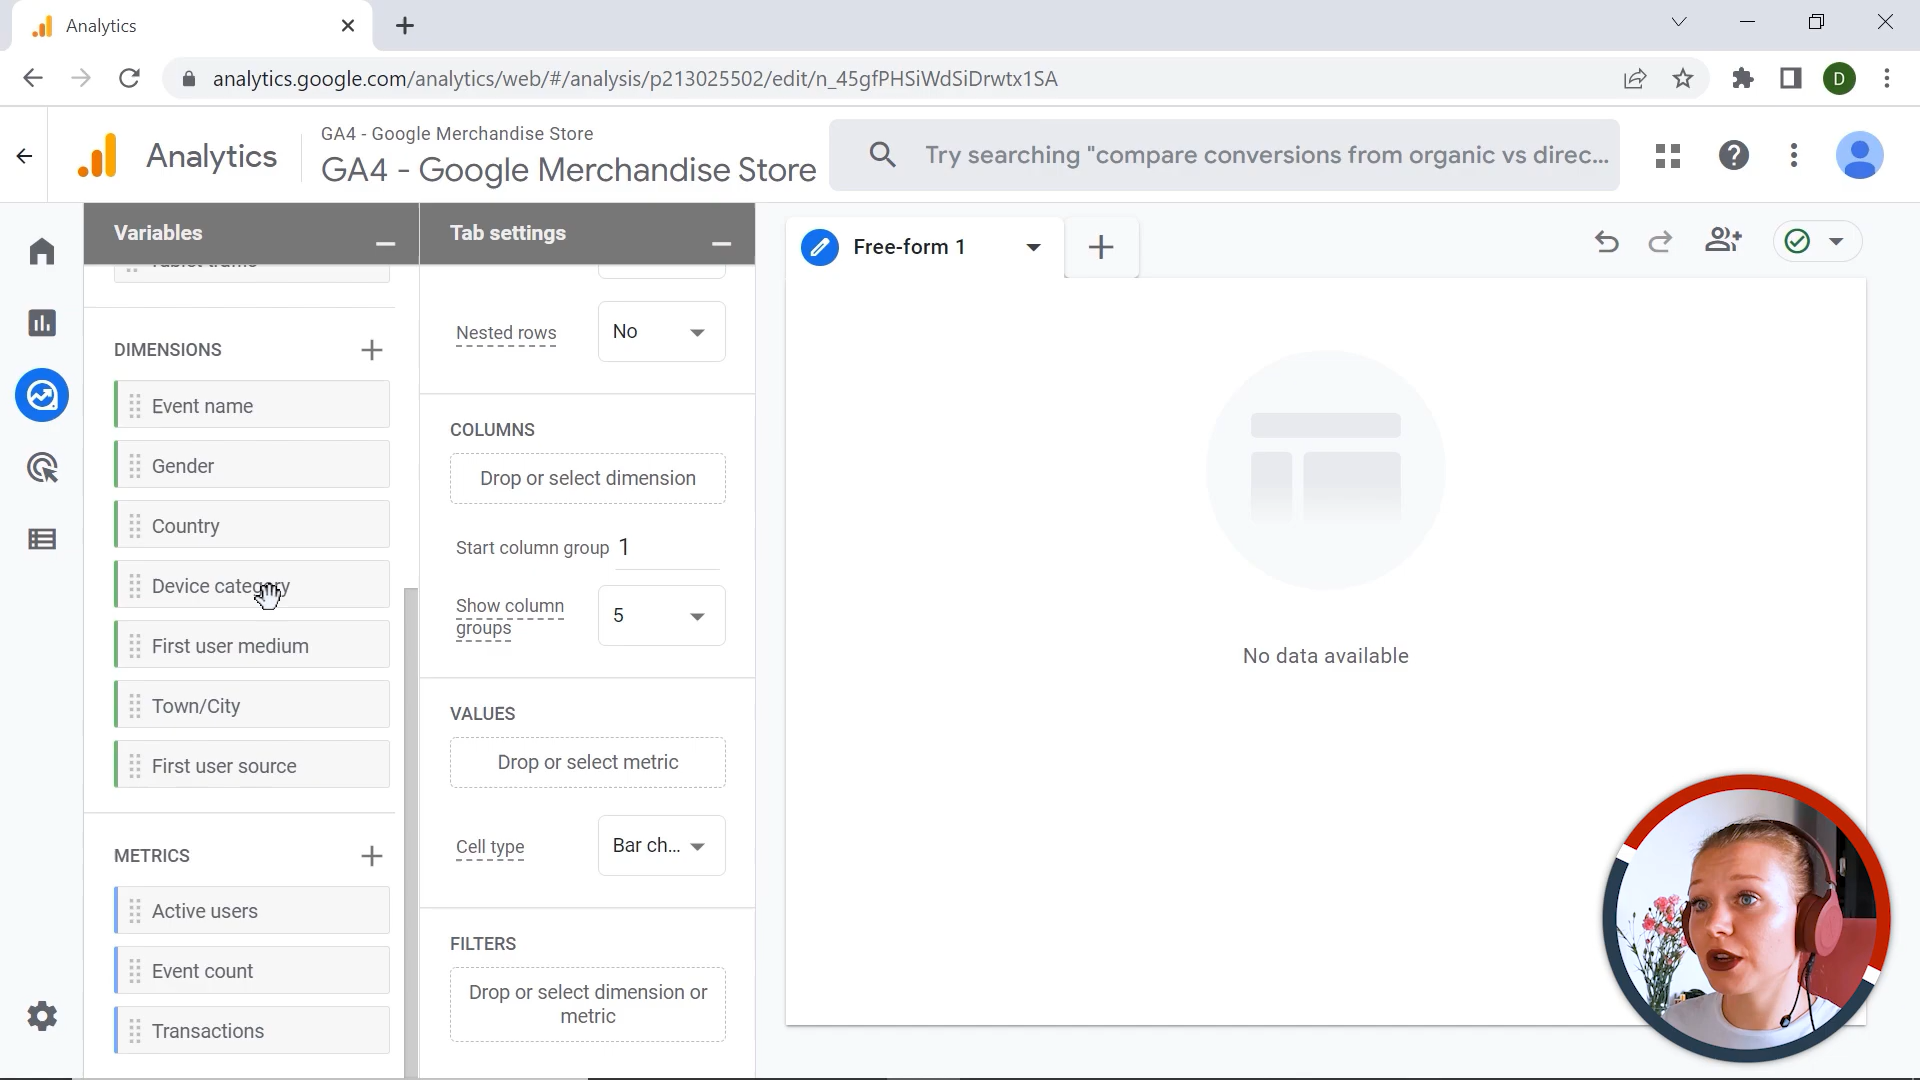 Analytics
analytics.google.com/analytics/web/#/analysis/p213025502/edit/n_45gfPHSiWdSiDrwtx1SA
D
Analytics
GA4 - Google Merchandise Store
GA4 - Google Merchandise Store
Try searching "compare conversions from organic vs direc...
Variables
Tab settings
Free-form 1
Tablet traffic
DIMENSIONS
Event name
Gender
Country
Device category
First user medium
Town/City
First user source
METRICS
Active users
Event count
Transactions
Nested rows
No
COLUMNS
Drop or select dimension
Start column group 1
Show column
groups
5
VALUES
Drop or select metric
Cell type
Bar ch...
FILTERS
Drop or select dimension or
metric
No data available